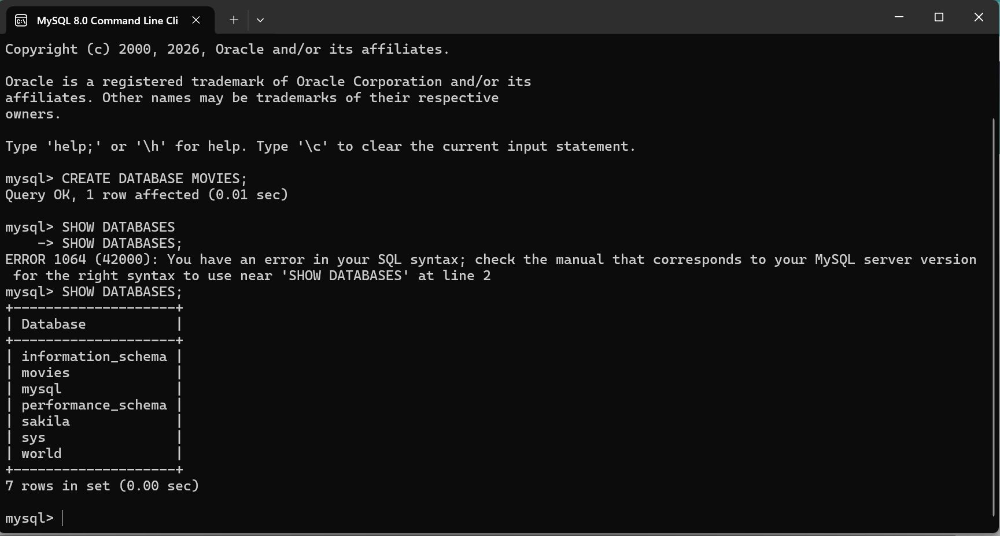 MySQL 8.0 Command Line Cli
Copyright (c) 2000, 2026, Oracle and/or its affiliates.
Oracle is a registered trademark of Oracle Corporation and/or its
affiliates. Other names may be trademarks of their respective
owners.
Type 'help;' or '\h' for help. Type '\c' to clear the current input statement.
mysql> CREATE DATABASE MOVIES;
Query OK, 1 row affected (0.01 sec)
mysql> SHOW DATABASES
    -> SHOW DATABASES;
ERROR 1064 (42000): You have an error in your SQL syntax; check the manual that corresponds to your MySQL server version
 for the right syntax to use near 'SHOW DATABASES' at line 2
mysql> SHOW DATABASES;
+--------------------+
| Database           |
+--------------------+
| information_schema |
| movies             |
| mysql              |
| performance_schema |
| sakila             |
| sys                |
| world              |
+--------------------+
7 rows in set (0.00 sec)
mysql>